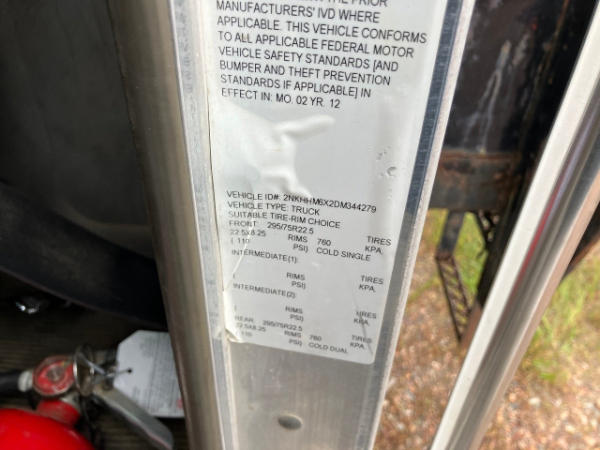 THE PRIOR
MANUFACTURERS' IVD WHERE
APPLICABLE. THIS VEHICLE CONFORMS
TO ALL APPLICABLE FEDERAL MOTOR
VEHICLE SAFETY STANDARDS [AND
BUMPER AND THEFT PREVENTION
STANDARDS IF APPLICABLE] IN
EFFECT IN: MO. 02 YR. 12
VEHICLE ID#: 2NKHHM6X2DM344279
VEHICLE TYPE: TRUCK
SUITABLE TIRE-RIM CHOICE
FRONT: 295/75R22.5 TIRES
22.5X8.25 RIMS 760 KPA,
( 110 PSI) COLD SINGLE
INTERMEDIATE(1): TIRES
RIMS KPA,
( PSI)
INTERMEDIATE(2): TIRES
RIMS KPA,
( PSI)
REAR: 295/75R22.5 TIRES
22.5X8.25 RIMS 760 KPA,
( 110 PSI) COLD DUAL